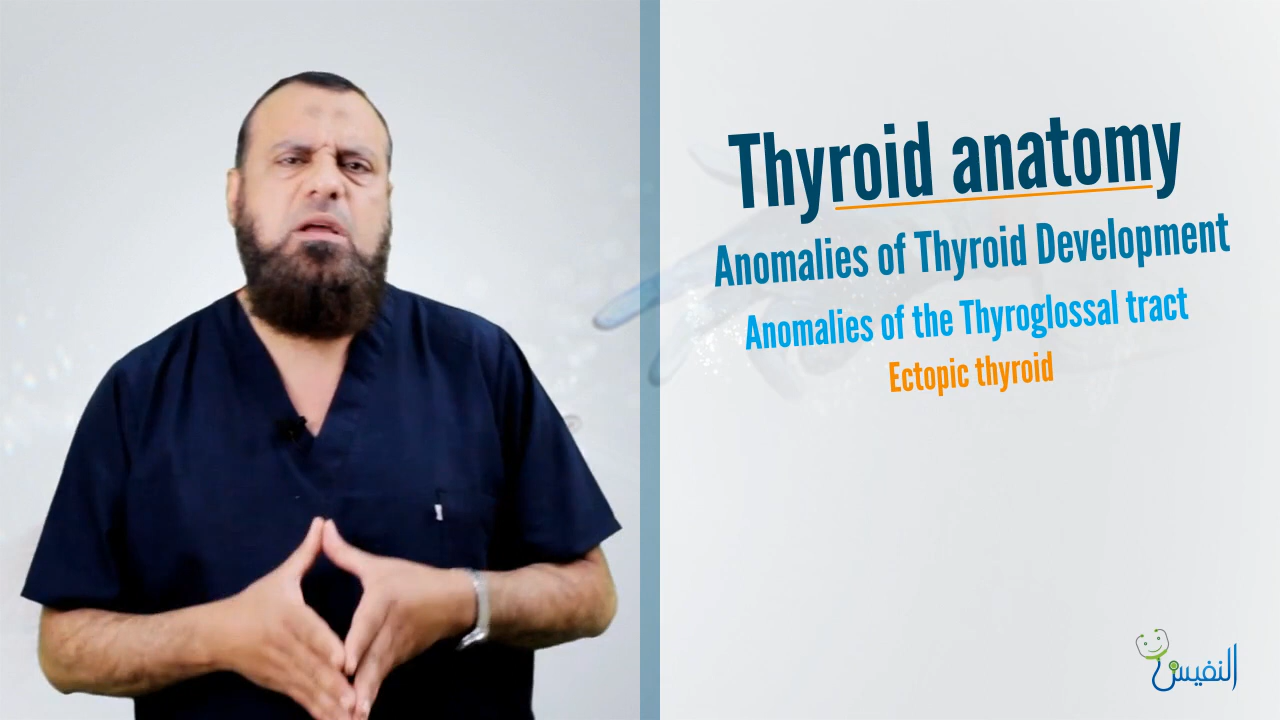 Thyroid anatomy
Anomalies of Thyroid Development
Anomalies of the Thyroglossal tract
Ectopic thyroid
النفيس